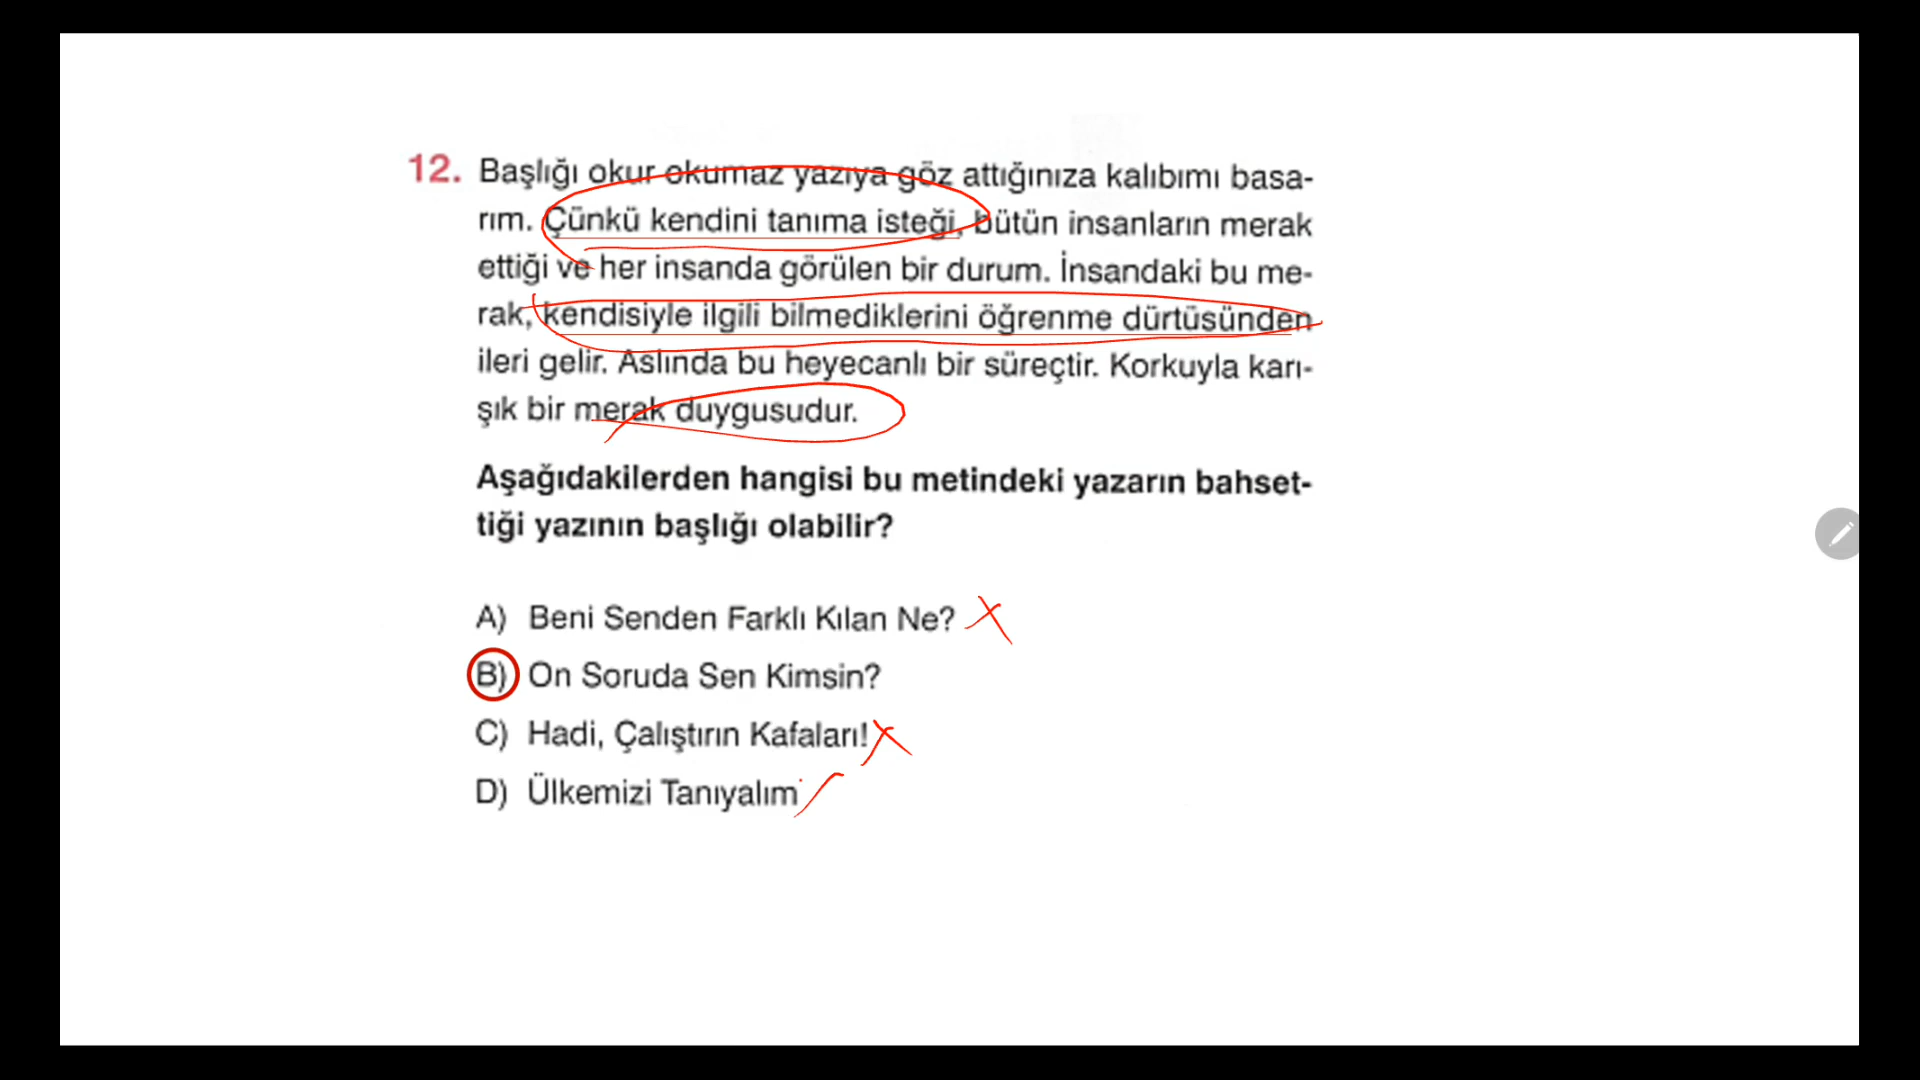 12. Başlığı okur okumaz yazıya göz attığınıza kalıbımı basa-
rım. Çünkü kendini tanıma isteği, bütün insanların merak
ettiği ve her insanda görülen bir durum. İnsandaki bu me-
rak, kendisiyle ilgili bilmediklerini öğrenme dürtüsünden
ileri gelir. Aslında bu heyecanlı bir süreçtir. Korkuyla karı-
şık bir merak duygusudur.
Aşağıdakilerden hangisi bu metindeki yazarın bahset-
tiği yazının başlığı olabilir?
A) Beni Senden Farklı Kılan Ne?
B) On Soruda Sen Kimsin?
C) Hadi, Çalıştırın Kafaları!
D) Ülkemizi Tanıyalım